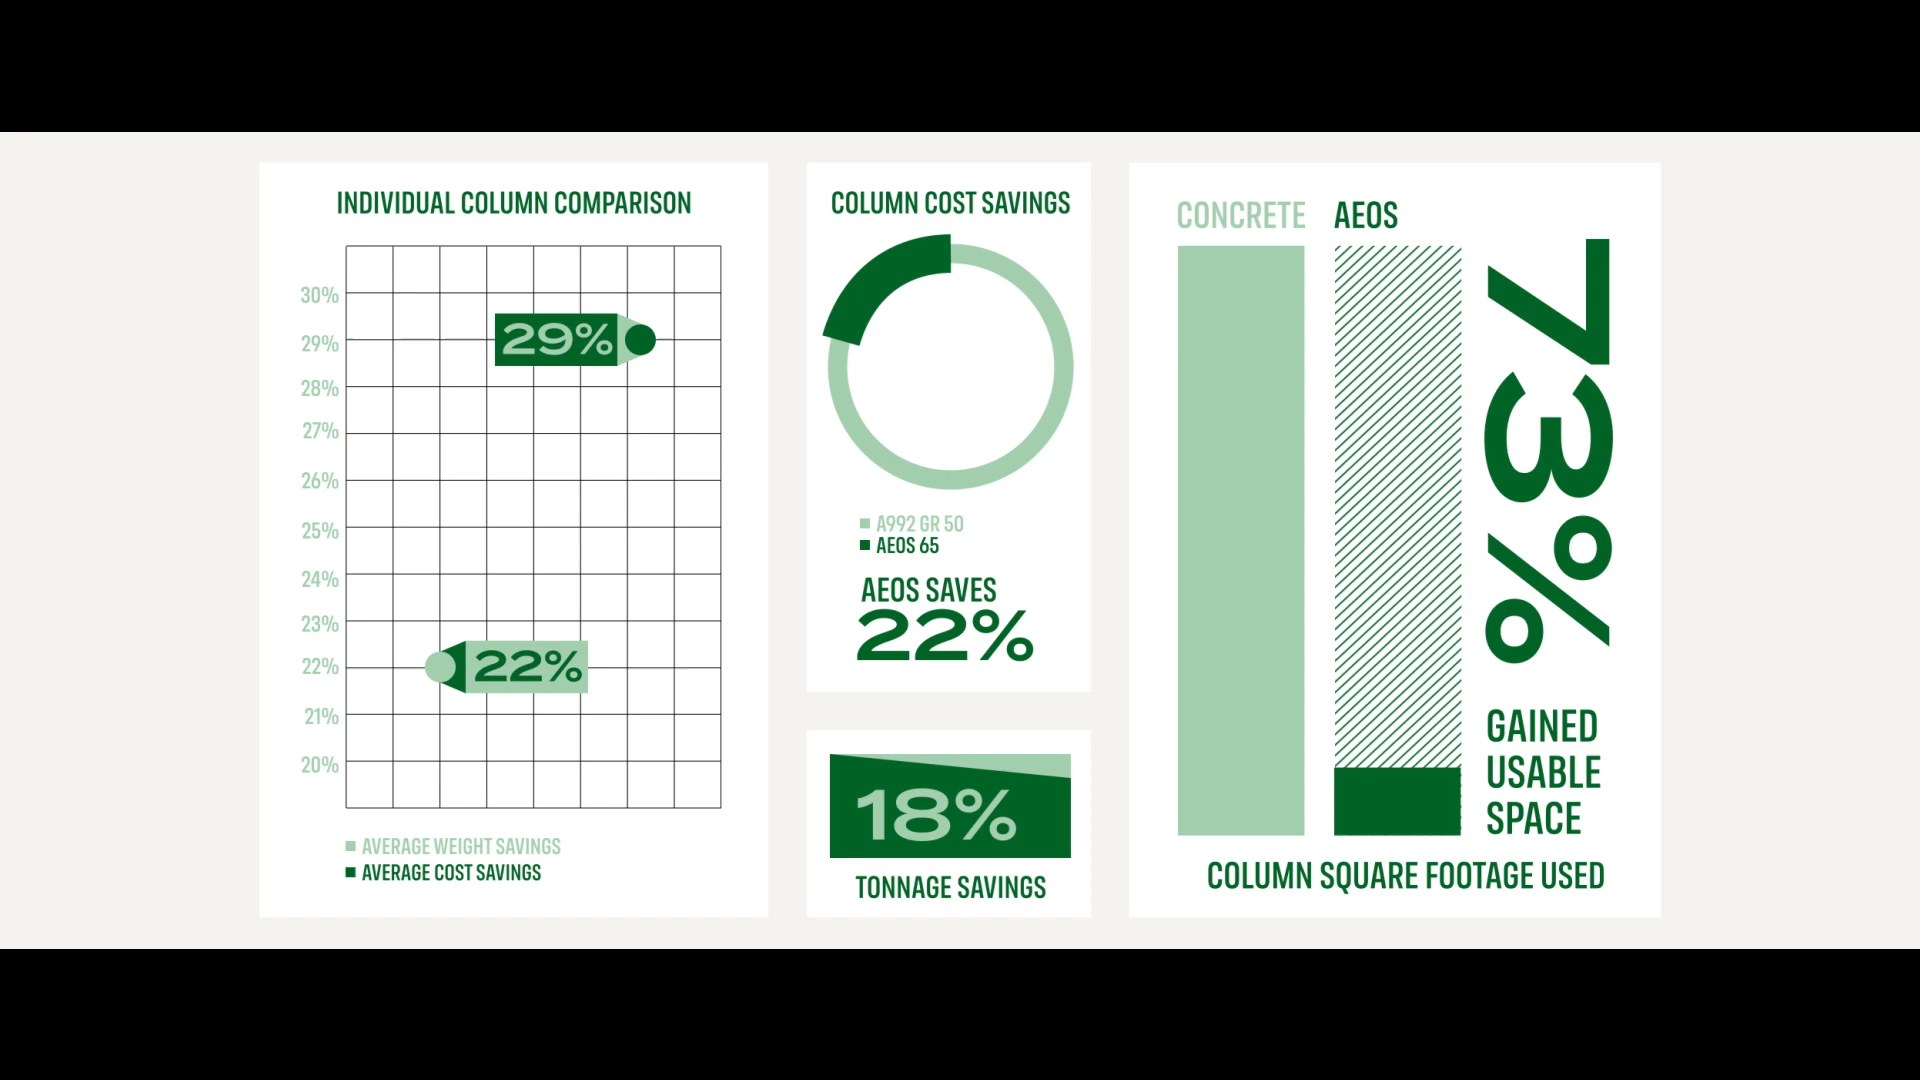 INDIVIDUAL COLUMN COMPARISON
30%
29%
28%
27%
26%
25%
24%
23%
22%
21%
20%
29%
22%
AVERAGE WEIGHT SAVINGS
AVERAGE COST SAVINGS
COLUMN COST SAVINGS
A992 GR 50
AEOS 65
AEOS SAVES
22%
18%
TONNAGE SAVINGS
CONCRETE AEOS
73%
GAINED
USABLE
SPACE
COLUMN SQUARE FOOTAGE USED